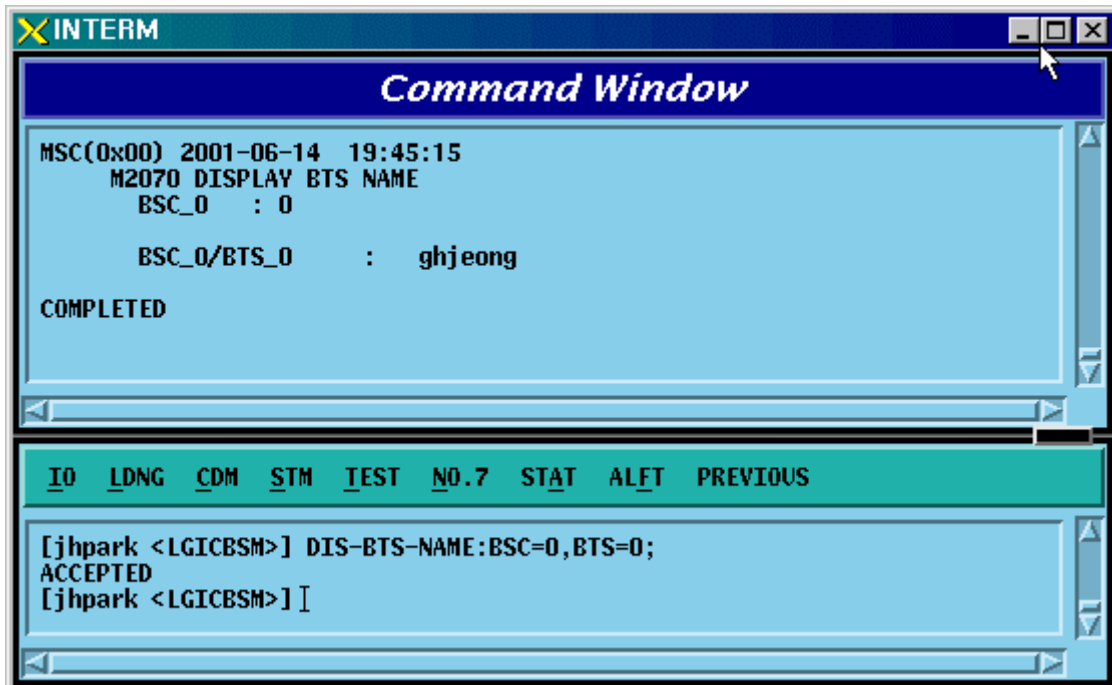 INTERM
Command Window
MSC(0x00) 2001-06-14 19:45:15
M2070 DISPLAY BTS NAME
BSC_0 : 0
BSC_0/BTS_0 : ghjeong
COMPLETED
IO LDNG CDM STM TEST NO.7 STAT ALFT PREVIOUS
[jhpark <LGICBSM>] DIS-BTS-NAME:BSC=0,BTS=0;
ACCEPTED
[jhpark <LGICBSM>]